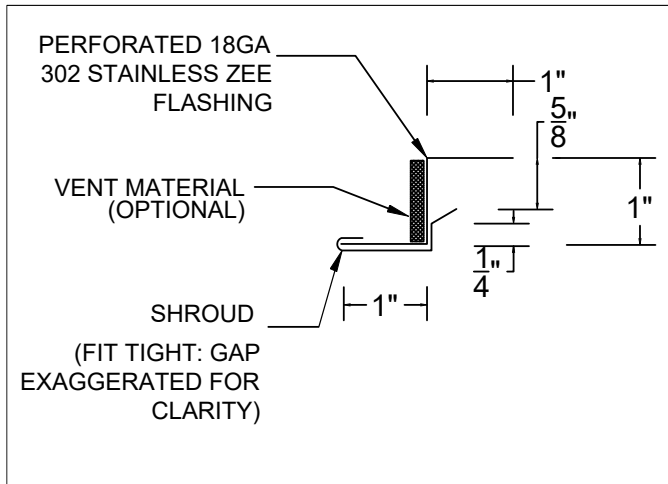 PERFORATED 18GA
302 STAINLESS ZEE
FLASHING
1"
5/8"
VENT MATERIAL
(OPTIONAL)
1"
1/4"
1"
SHROUD
(FIT TIGHT: GAP
EXAGGERATED FOR
CLARITY)